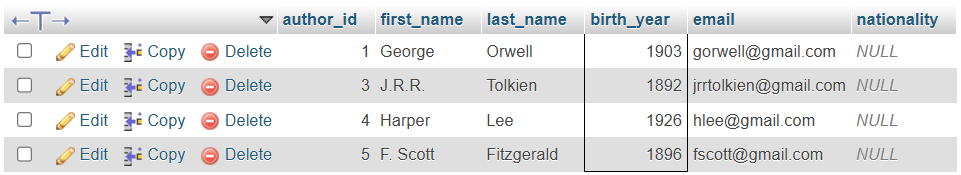 author_id first_name last_name birth_year email nationality
Edit Copy Delete 1 George Orwell 1903 gorwell@gmail.com NULL
Edit Copy Delete 3 J.R.R. Tolkien 1892 jrrtolkien@gmail.com NULL
Edit Copy Delete 4 Harper Lee 1926 hlee@gmail.com NULL
Edit Copy Delete 5 F. Scott Fitzgerald 1896 fscott@gmail.com NULL